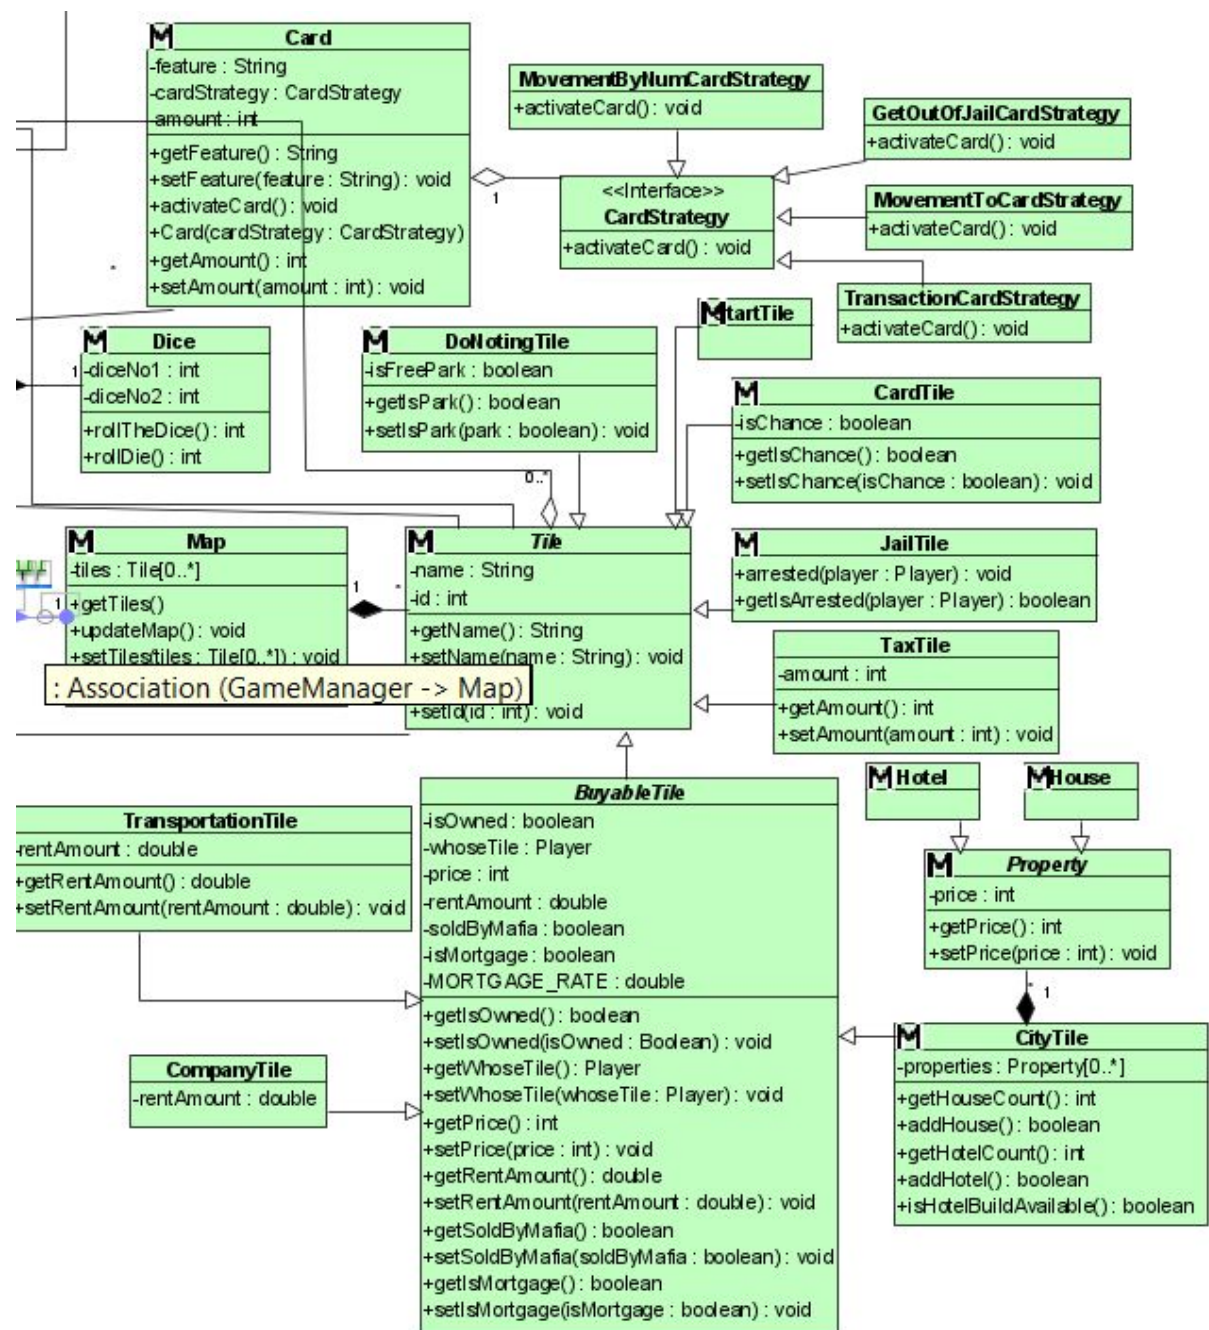 M Card
-feature : String
-cardStrategy : CardStrategy
-amount : int
+getFeature() : String
+setFeature(feature : String) : void
+activateCard() : void
+Card(cardStrategy : CardStrategy)
+getAmount() : int
+setAmount(amount : int) : void
*
1
MovementByNumCardStrategy
+activateCard() : void
GetOutOfJailCardStrategy
+activateCard() : void
<<Interface>>
CardStrategy
+activateCard() : void
MovementToCardStrategy
+activateCard() : void
TransactionCardStrategy
+activateCard() : void
M Dice
1
-diceNo1 : int
-diceNo2 : int
+rollTheDice() : int
+rollDie() : int
M DoNotingTile
-isFreePark : boolean
+getIsPark() : boolean
+setIsPark(park : boolean) : void
0..*
M tartTile
M CardTile
-isChance : boolean
+getIsChance() : boolean
+setIsChance(isChance : boolean) : void
M Map
-tiles : Tile[0..*]
1
+getTiles()
+updateMap() : void
+setTiles(tiles : Tile[0..*]) : void
: Association (GameManager -> Map)
1
*
M Tile
-name : String
-id : int
+getName() : String
+setName(name : String) : void
+setId(id : int) : void
M JailTile
+arrested(player : Player) : void
+getIsArrested(player : Player) : boolean
TaxTile
-amount : int
+getAmount() : int
+setAmount(amount : int) : void
TransportationTile
-rentAmount : double
+getRentAmount() : double
+setRentAmount(rentAmount : double) : void
CompanyTile
-rentAmount : double
BuyableTile
-isOwned : boolean
-whoseTile : Player
-price : int
-rentAmount : double
-soldByMafia : boolean
-isMortgage : boolean
-MORTGAGE_RATE : double
+getIsOwned() : boolean
+setIsOwned(isOwned : Boolean) : void
+getWhoseTile() : Player
+setWhoseTile(whoseTile : Player) : void
+getPrice() : int
+setPrice(price : int) : void
+getRentAmount() : double
+setRentAmount(rentAmount : double) : void
+getSoldByMafia() : boolean
+setSoldByMafia(soldByMafia : boolean) : void
+getIsMortgage() : boolean
+setIsMortgage(isMortgage : boolean) : void
M Hotel
M House
M Property
-price : int
+getPrice() : int
+setPrice(price : int) : void
*
1
M CityTile
-properties : Property[0..*]
+getHouseCount() : int
+addHouse() : boolean
+getHotelCount() : int
+addHotel() : boolean
+isHotelBuildAvailable() : boolean